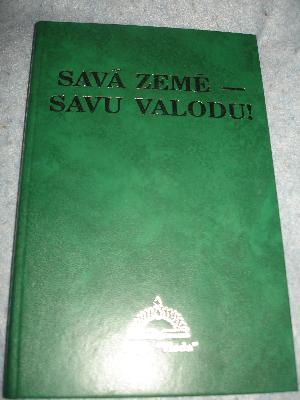 SAVĀ ZEMĒ —
SAVU VALODU!